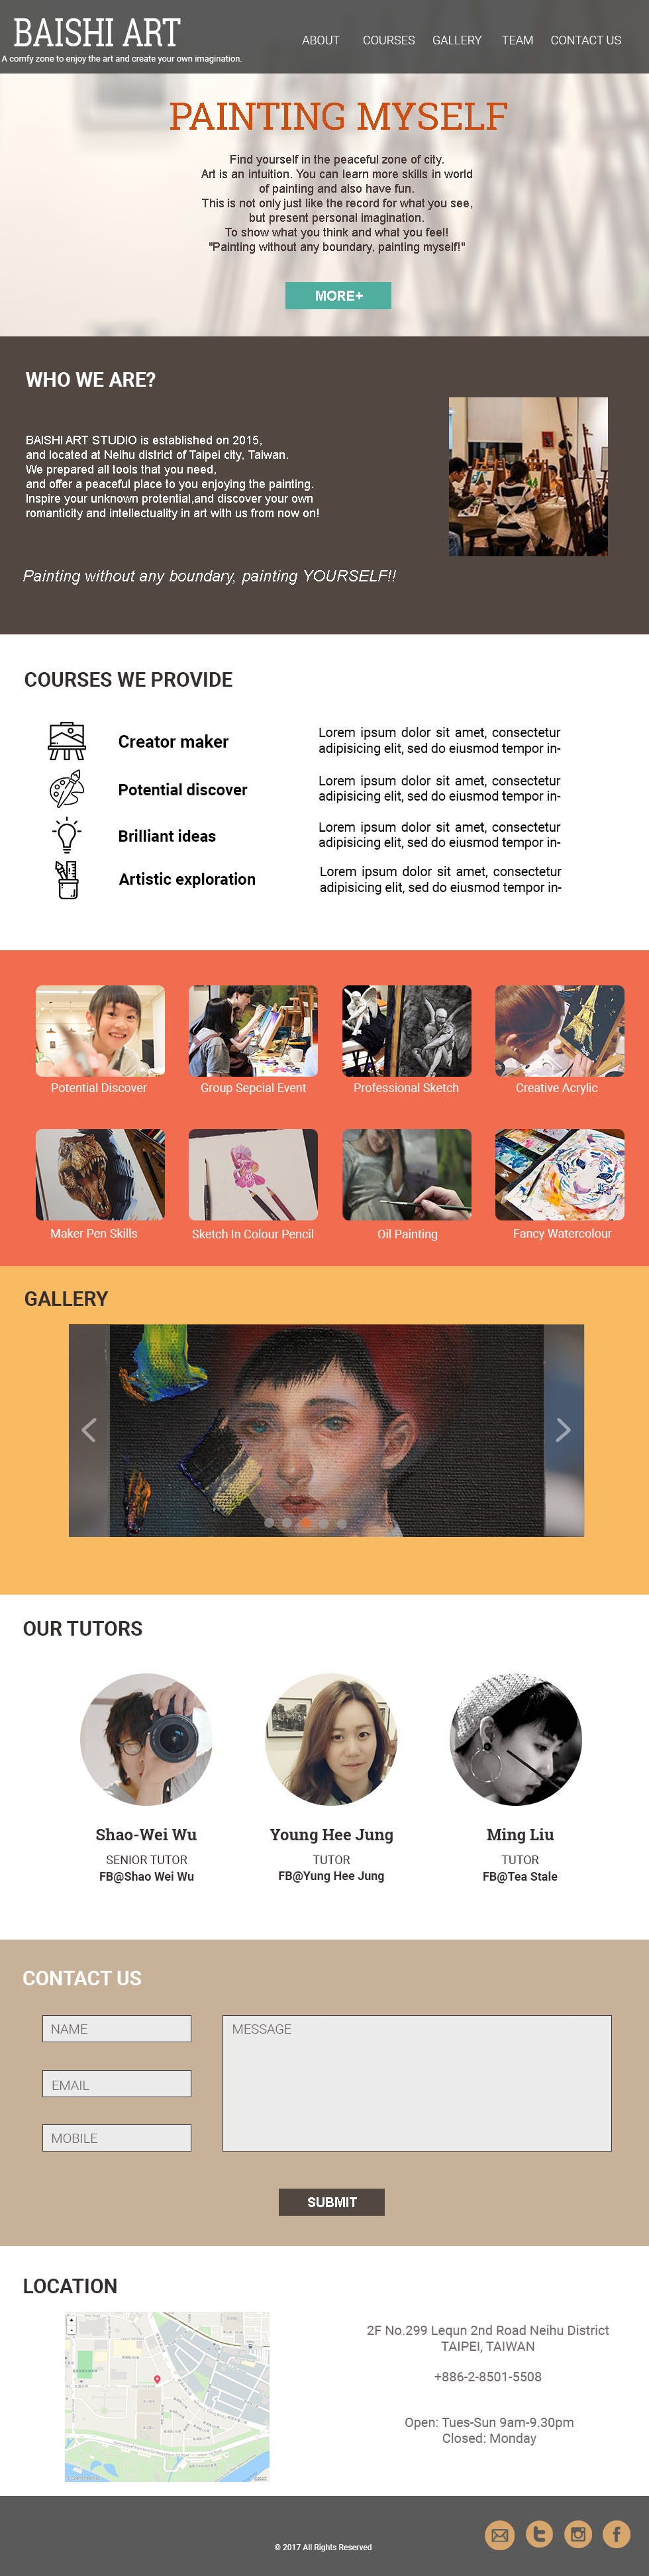 BAISHI ART
A comfy zone to enjoy the art and create your own imagination.
ABOUT COURSES GALLERY TEAM CONTACT US
PAINTING MYSELF
Find yourself in the peaceful zone of city.
Art is an intuition. You can learn more skills in world
of painting and also have fun.
This is not only just like the record for what you see,
but present personal imagination.
To show what you think and what you feel!
"Painting without any boundary, painting myself!"
MORE+
WHO WE ARE?
BAISHI ART STUDIO is established on 2015,
and located at Neihu district of Taipei city, Taiwan.
We prepared all tools that you need,
and offer a peaceful place to you enjoying the painting.
Inspire your unknown protential,and discover your own
romanticity and intellectuality in art with us from now on!
Painting without any boundary, painting YOURSELF!!
COURSES WE PROVIDE
Creator maker
Lorem ipsum dolor sit amet, consectetur
adipisicing elit, sed do eiusmod tempor in-
Potential discover
Lorem ipsum dolor sit amet, consectetur
adipisicing elit, sed do eiusmod tempor in-
Brilliant ideas
Lorem ipsum dolor sit amet, consectetur
adipisicing elit, sed do eiusmod tempor in-
Artistic exploration
Lorem ipsum dolor sit amet, consectetur
adipisicing elit, sed do eiusmod tempor in-
Potential Discover
Group Sepcial Event
Professional Sketch
Creative Acrylic
Maker Pen Skills
Sketch In Colour Pencil
Oil Painting
Fancy Watercolour
GALLERY
OUR TUTORS
Shao-Wei Wu
SENIOR TUTOR
FB@Shao Wei Wu
Young Hee Jung
TUTOR
FB@Yung Hee Jung
Ming Liu
TUTOR
FB@Tea Stale
CONTACT US
NAME
EMAIL
MOBILE
MESSAGE
SUBMIT
LOCATION
2F No.299 Lequn 2nd Road Neihu District
TAIPEI, TAIWAN
+886-2-8501-5508
Open: Tues-Sun 9am-9.30pm
Closed: Monday
© 2017 All Rights Reserved